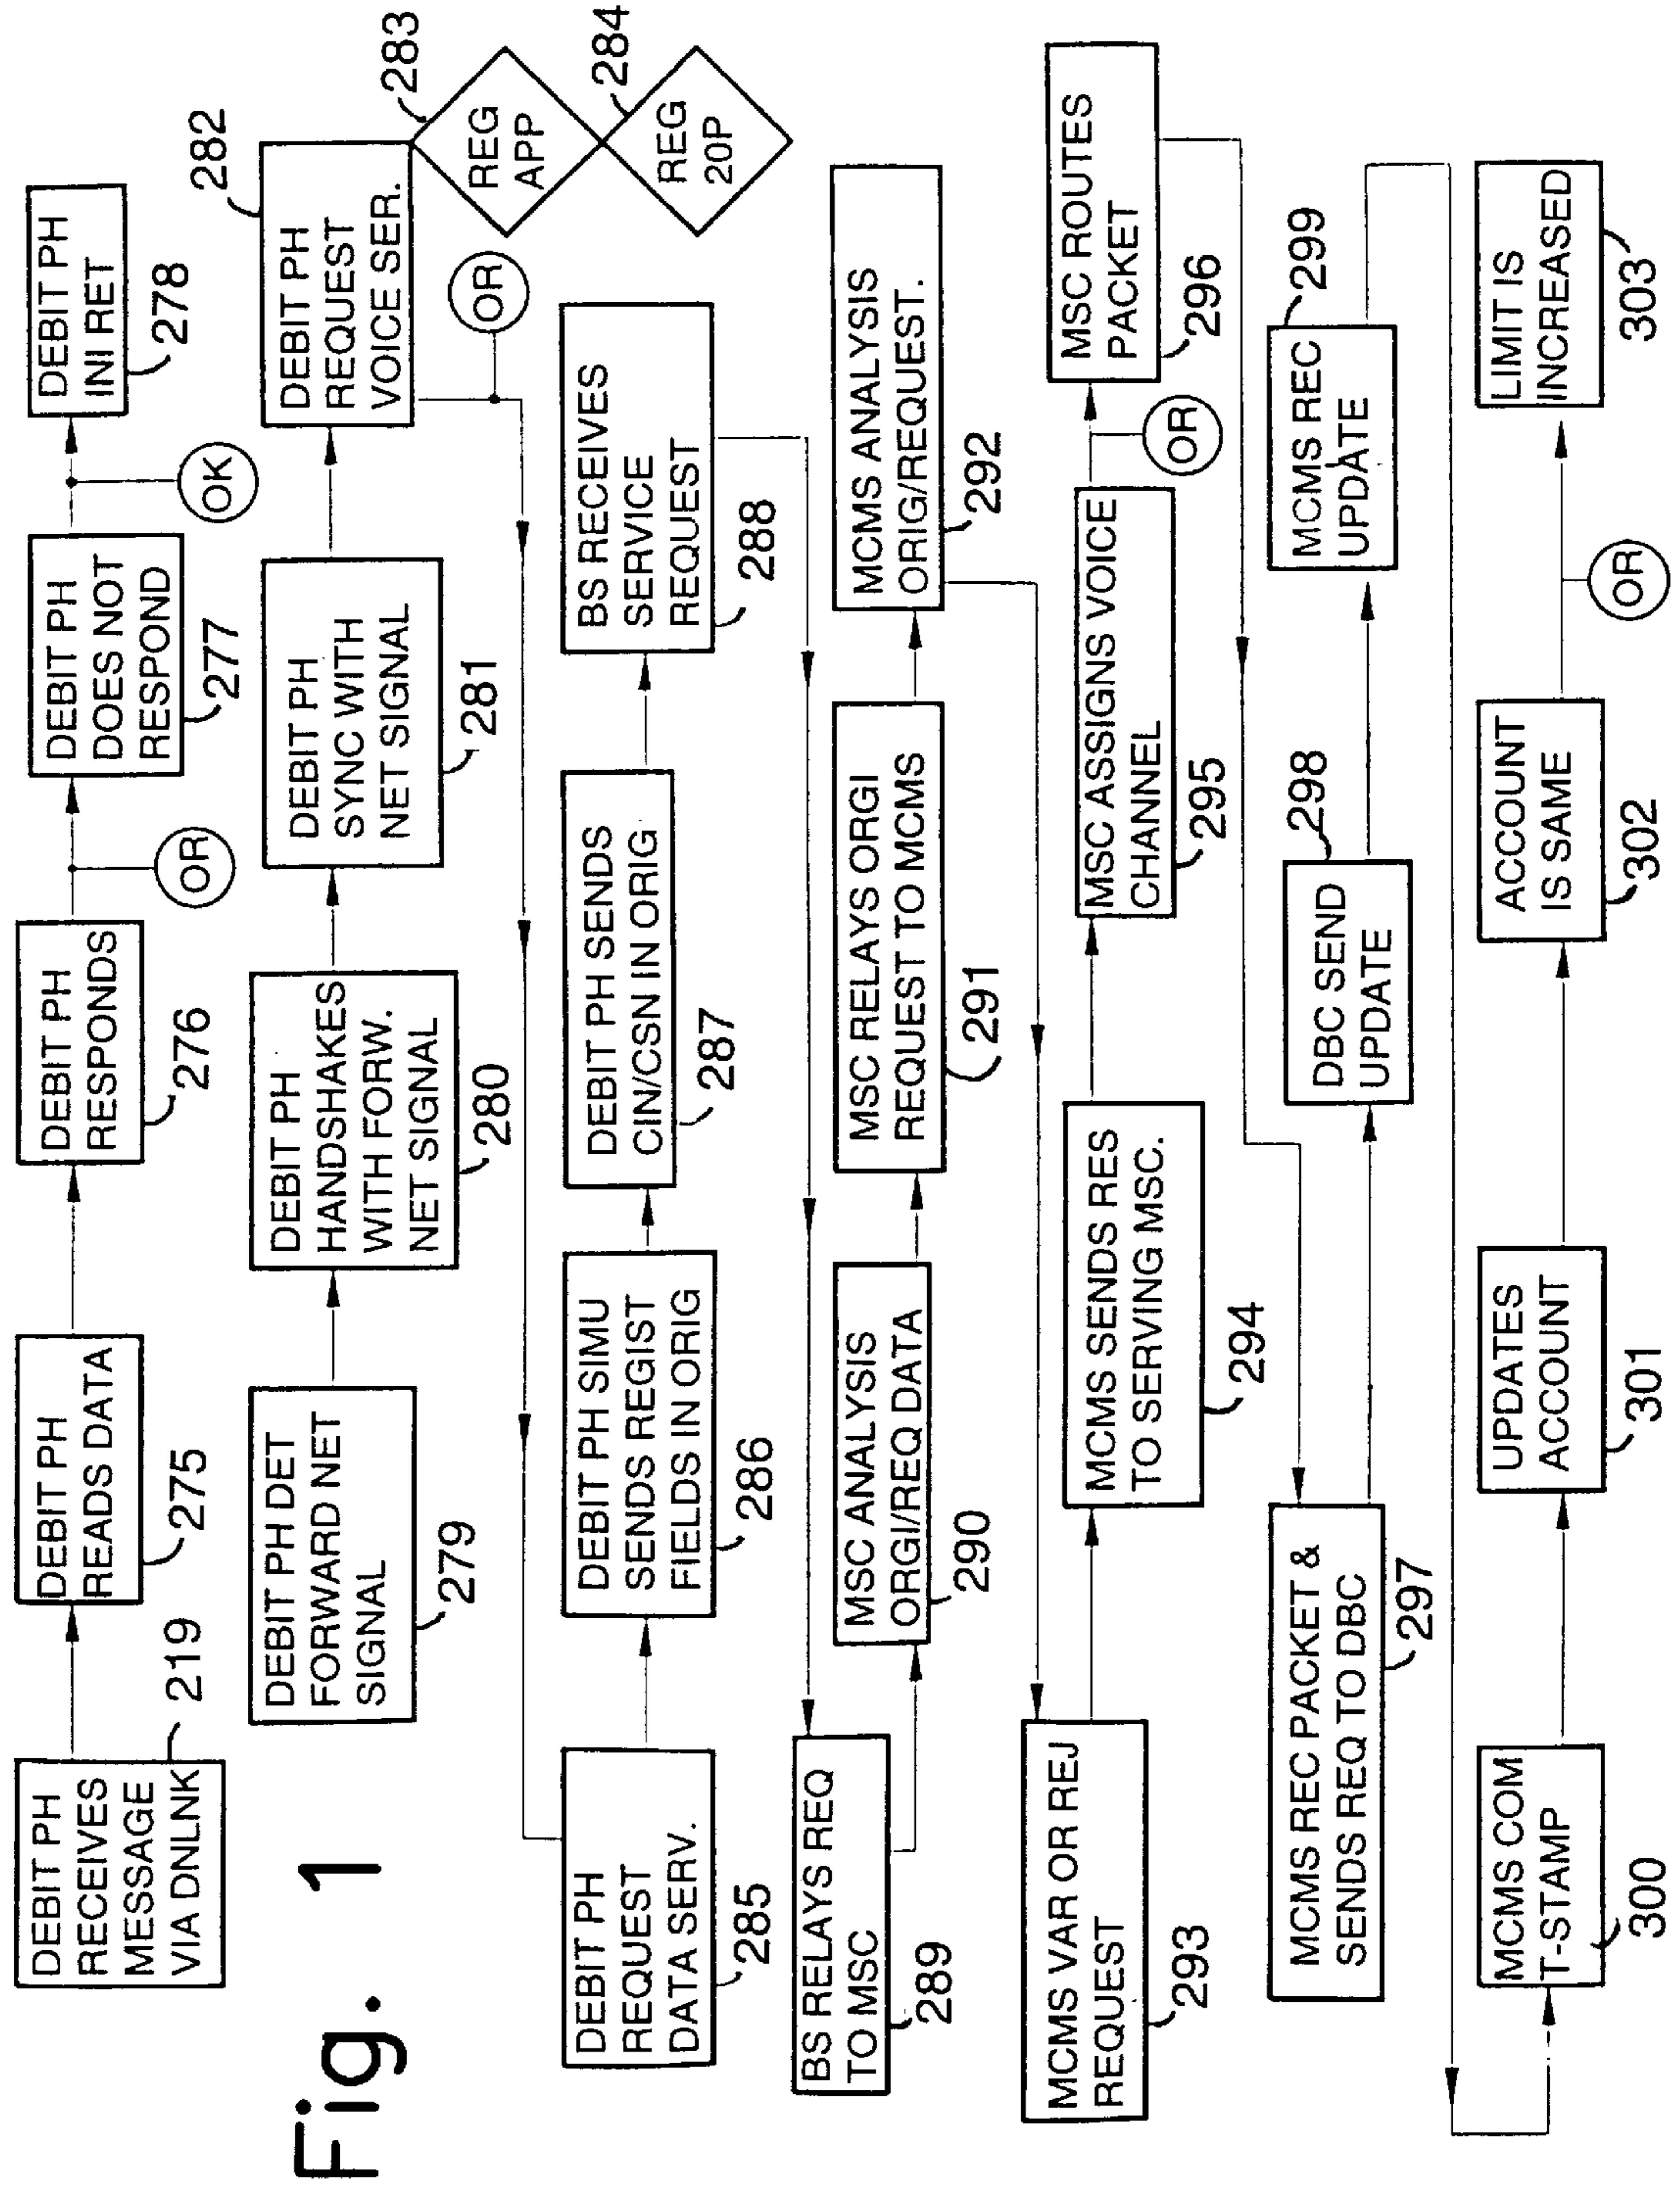 Fig. 1
DEBIT PH
RECEIVES
MESSAGE
VIA DNLNK
219
DEBIT PH
READS DATA
275
DEBIT PH
RESPONDS
276
OR
DEBIT PH
DOES NOT
RESPOND
277
OK
DEBIT PH
INI RET
278
DEBIT PH DET
FORWARD NET
SIGNAL
279
DEBIT PH
HANDSHAKES
WITH FORW.
NET SIGNAL
280
DEBIT PH
SYNC WITH
NET SIGNAL
281
DEBIT PH
REQUEST
VOICE SER.
282
REG
APP
283
REG
20P
284
OR
DEBIT PH
REQUEST
DATA SERV.
285
DEBIT PH SIMU
SENDS REGIST
FIELDS IN ORIG
286
DEBIT PH SENDS
CIN/CSN IN ORIG
287
BS RECEIVES
SERVICE
REQUEST
288
BS RELAYS REQ
TO MSC
289
MSC ANALYSIS
ORGI/REQ DATA
290
MSC RELAYS ORGI
REQUEST TO MCMS
291
MCMS ANALYSIS
ORIG/REQUEST.
292
MCMS VAR OR REJ
REQUEST
293
MCMS SENDS RES
TO SERVING MSC.
294
MSC ASSIGNS VOICE
CHANNEL
295
OR
MSC ROUTES
PACKET
296
MCMS REC PACKET &
SENDS REQ TO DBC
297
DBC SEND
UPDATE
298
MCMS REC
UPDATE
299
MCMS COM
T-STAMP
300
UPDATES
ACCOUNT
301
ACCOUNT
IS SAME
302
OR
LIMIT IS
INCREASED
303